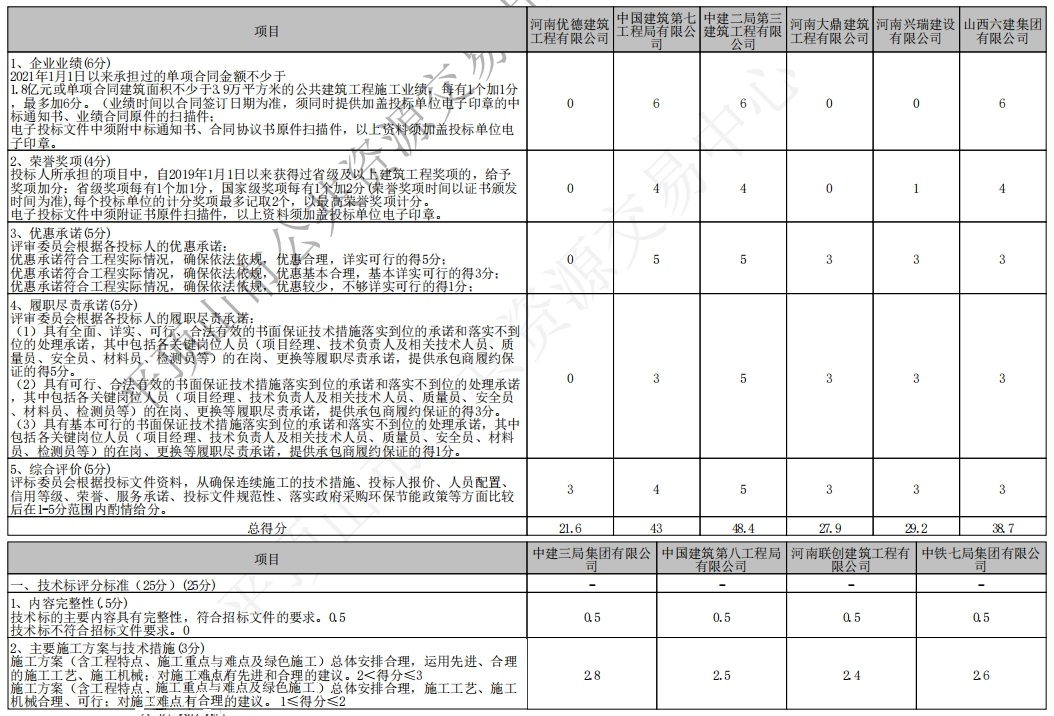 项目
河南优德建筑工程有限公司
中国建筑第七工程局有限公司
中建二局第三建筑工程有限公司
河南大鼎建筑工程有限公司
河南兴瑞建设有限公司
山西六建集团有限公司
1、企业业绩(6分)
2021年1月1日以来承担过的单项合同金额不少于
1.8亿元或单项合同建筑面积不少于3.9万平方米的公共建筑工程施工业绩，每有1个加1分
，最多加6分。（业绩时间以合同签订日期为准，须同时提供加盖投标单位电子印章的中
标通知书、业绩合同原件的扫描件；
电子投标文件中须附中标通知书、合同协议书原件扫描件，以上资料须加盖投标单位电
子印章。
0 6 6 0 0 6
2、荣誉奖项(4分)
投标人所承担的项目中，自2019年1月1日以来获得过省级及以上建筑工程奖项的，给予
奖项加分：省级奖项每有1个加1分，国家级奖项每有1个加2分(荣誉奖项时间以证书颁发
时间为准),每个投标单位的计分奖项最多记取2个，以最高荣誉奖项计分。
电子投标文件中须附证书原件扫描件，以上资料须加盖投标单位电子印章。
0 4 4 0 1 4
3、优惠承诺(5分)
评审委员会根据各投标人的优惠承诺：
优惠承诺符合工程实际情况，确保依法依规，优惠合理，详实可行的得5分；
优惠承诺符合工程实际情况，确保依法依规，优惠基本合理，基本详实可行的得3分；
优惠承诺符合工程实际情况，确保依法依规，优惠较少，不够详实可行的得1分；
0 5 5 3 3 3
4、履职尽责承诺(5分)
评审委员会根据各投标人的履职尽责承诺：
（1）具有全面、详实、可行、合法有效的书面保证技术措施落实到位的承诺和落实不到
位的处理承诺，其中包括各关键岗位人员（项目经理、技术负责人及相关技术人员、质
量员、安全员、材料员、检测员等）的在岗、更换等履职尽责承诺，提供承包商履约保
证的得5分。
（2）具有可行、合法有效的书面保证技术措施落实到位的承诺和落实不到位的处理承诺
，其中包括各关键岗位人员（项目经理、技术负责人及相关技术人员、质量员、安全员
、材料员、检测员等）的在岗、更换等履职尽责承诺，提供承包商履约保证的得3分。
（3）具有基本可行的书面保证技术措施落实到位的承诺和落实不到位的处理承诺，其中
包括各关键岗位人员（项目经理、技术负责人及相关技术人员、质量员、安全员、材料
员、检测员等）的在岗、更换等履职尽责承诺，提供承包商履约保证的得1分。
0 3 5 3 3 3
5、综合评价(5分)
评标委员会根据投标文件资料，从确保连续施工的技术措施、投标人报价、人员配置、
信用等级、荣誉、服务承诺、投标文件规范性、落实政府采购环保节能政策等方面比较
后在1-5分范围内酌情给分。
3 4 5 3 3 3
总得分 21.6 43 48.4 27.9 29.2 38.7
项目
中建三局集团有限公司
中国建筑第八工程局有限公司
河南联创建筑工程有限公司
中铁七局集团有限公司
一、技术标评分标准（25分）(25分) - - - -
1、内容完整性(.5分)
技术标的主要内容具有完整性，符合招标文件的要求。0.5
技术标不符合招标文件要求。0
0.5 0.5 0.5 0.5
2、主要施工方案与技术措施(3分)
施工方案（含工程特点、施工重点与难点及绿色施工）总体安排合理，运用先进、合理
的施工工艺、施工机械；对施工难点有先进和合理的建议。2<得分≤3
施工方案（含工程特点、施工重点与难点及绿色施工）总体安排合理，施工工艺、施工
机械合理、可行；对施工难点有合理的建议。1≤得分≤2
2.8 2.5 2.4 2.6
平顶山市公共资源交易中心